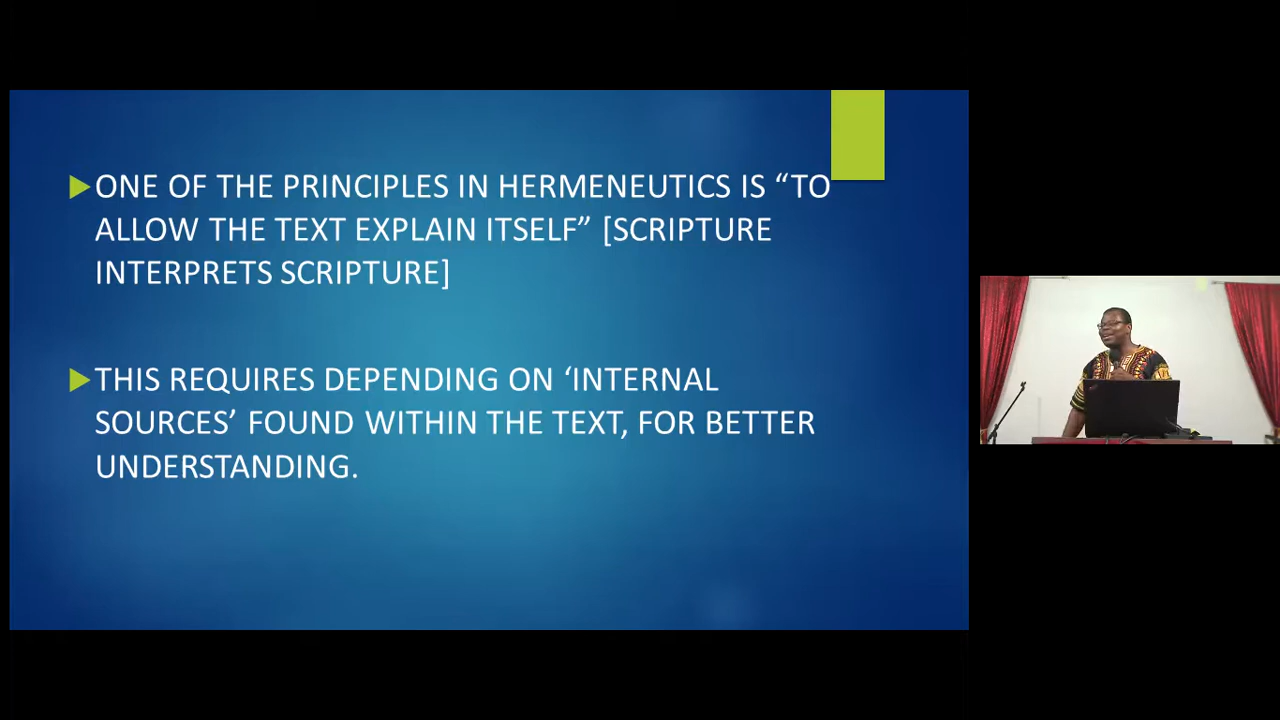 ONE OF THE PRINCIPLES IN HERMENEUTICS IS “TO
ALLOW THE TEXT EXPLAIN ITSELF” [SCRIPTURE
INTERPRETS SCRIPTURE]
THIS REQUIRES DEPENDING ON ‘INTERNAL
SOURCES’ FOUND WITHIN THE TEXT, FOR BETTER
UNDERSTANDING.